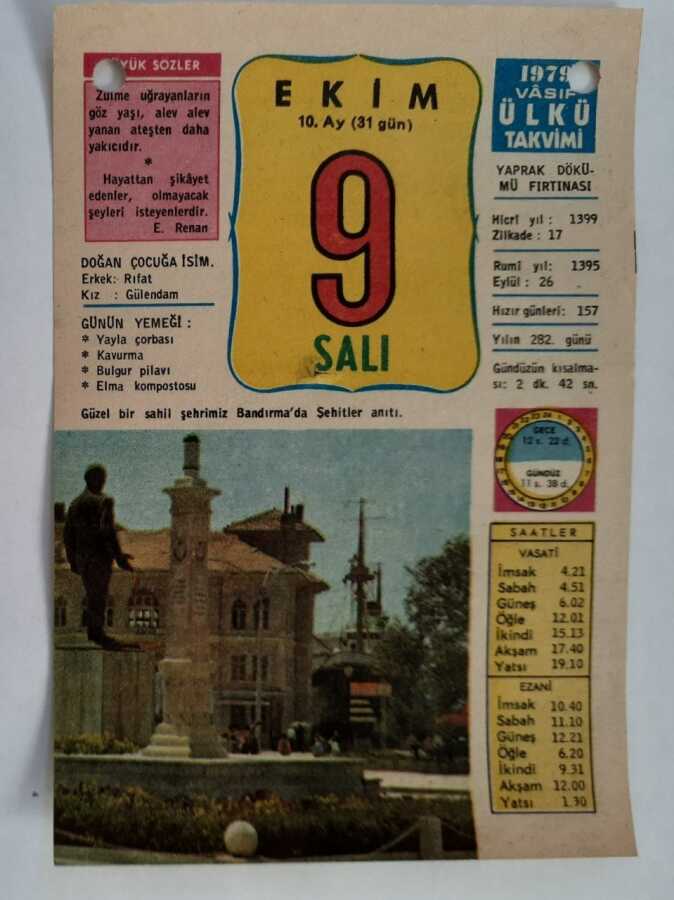 BÜYÜK SÖZLER
Zulme uğrayanların
göz yaşı, alev alev
yanan ateşten daha
yakıcıdır.
*
Hayattan şikâyet
edenler, olmayacak
şeyleri isteyenlerdir.
E. Renan
DOĞAN ÇOCUĞA İSİM.
Erkek: Rıfat
Kız : Gülendam
GÜNÜN YEMEĞİ :
* Yayla çorbası
* Kavurma
* Bulgur pilavı
* Elma kompostosu
EKİM
10. Ay (31 gün)
9
SALI
1979
VÂSIF
ÜLKÜ
TAKVİMİ
YAPRAK DÖKÜ-
MÜ FIRTINASI
Hicrî yıl : 1399
Zilkade : 17
Rumî yıl: 1395
Eylül : 26
Hızır günleri: 157
Yılın 282. günü
Gündüzün kısalma-
sı: 2 dk. 42 sn.
Güzel bir sahil şehrimiz Bandırma'da Şehitler anıtı.
GECE
12 s. 22 d.
GÜNDÜZ
11 s. 38 d.
SAATLER
VASATİ
İmsak 4.21
Sabah 4.51
Güneş 6.02
Öğle 12.01
İkindi 15.13
Akşam 17.40
Yatsı 19.10
EZANİ
İmsak 10.40
Sabah 11.10
Güneş 12.21
Öğle 6.20
İkindi 9.31
Akşam 12.00
Yatsı 1.30